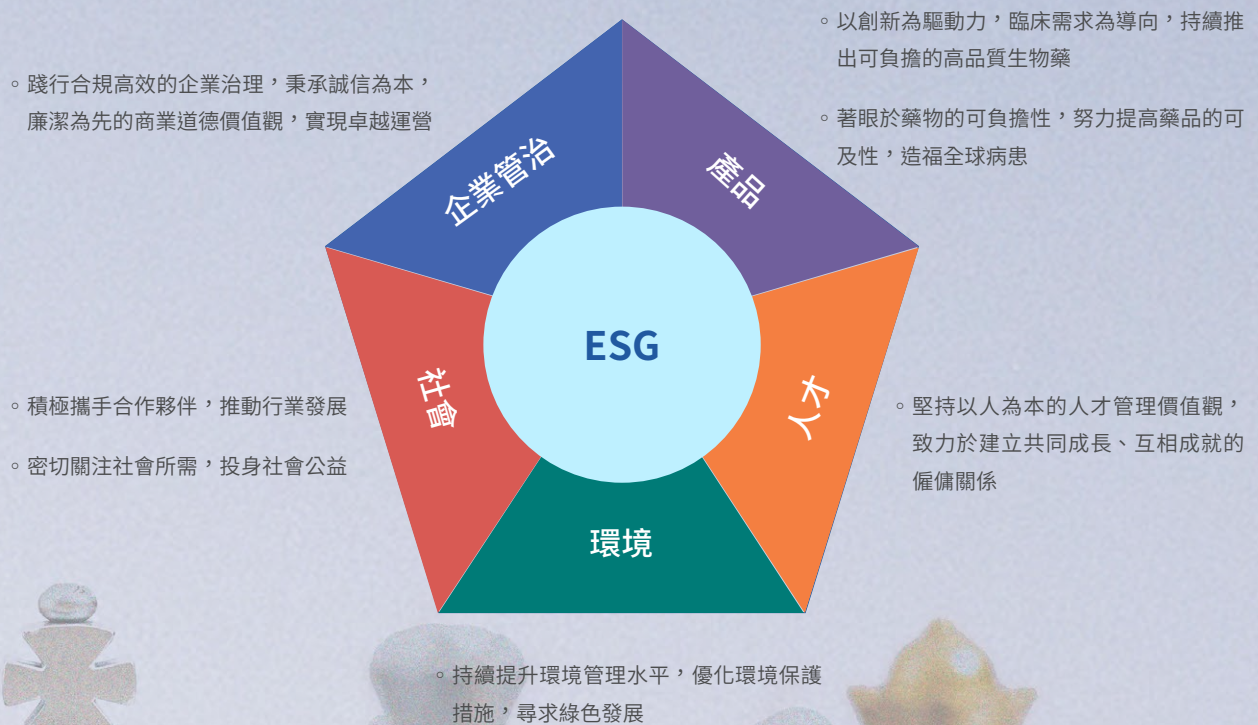 ◦ 以創新為驅動力，臨床需求為導向，持續推
出可負擔的高品質生物藥
◦ 著眼於藥物的可負擔性，努力提高藥品的可
及性，造福全球病患
◦ 踐行合規高效的企業治理，秉承誠信為本，
廉潔為先的商業道德價值觀，實現卓越運營
企業管治
產品
ESG
社會
人才
環境
◦ 積極攜手合作夥伴，推動行業發展
◦ 密切關注社會所需，投身社會公益
◦ 堅持以人為本的人才管理價值觀，
致力於建立共同成長、互相成就的
僱傭關係
◦ 持續提升環境管理水平，優化環境保護
措施，尋求綠色發展